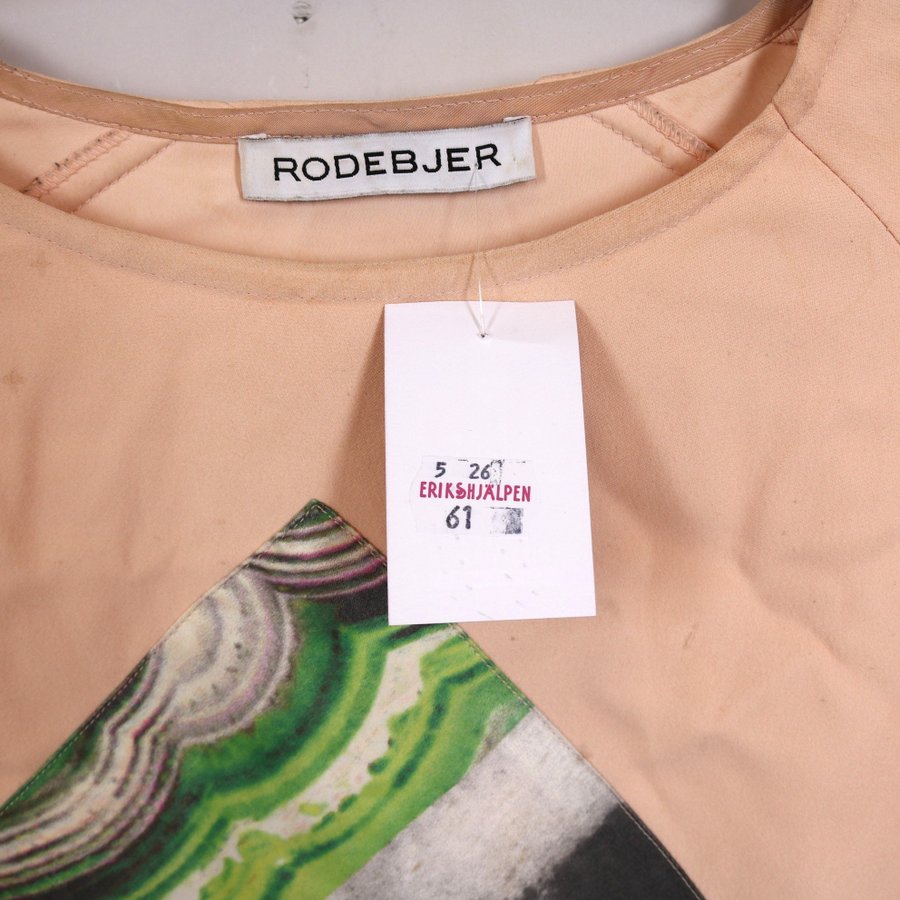 RODEBJER
5 26
ERIKSHJÄLPEN
61